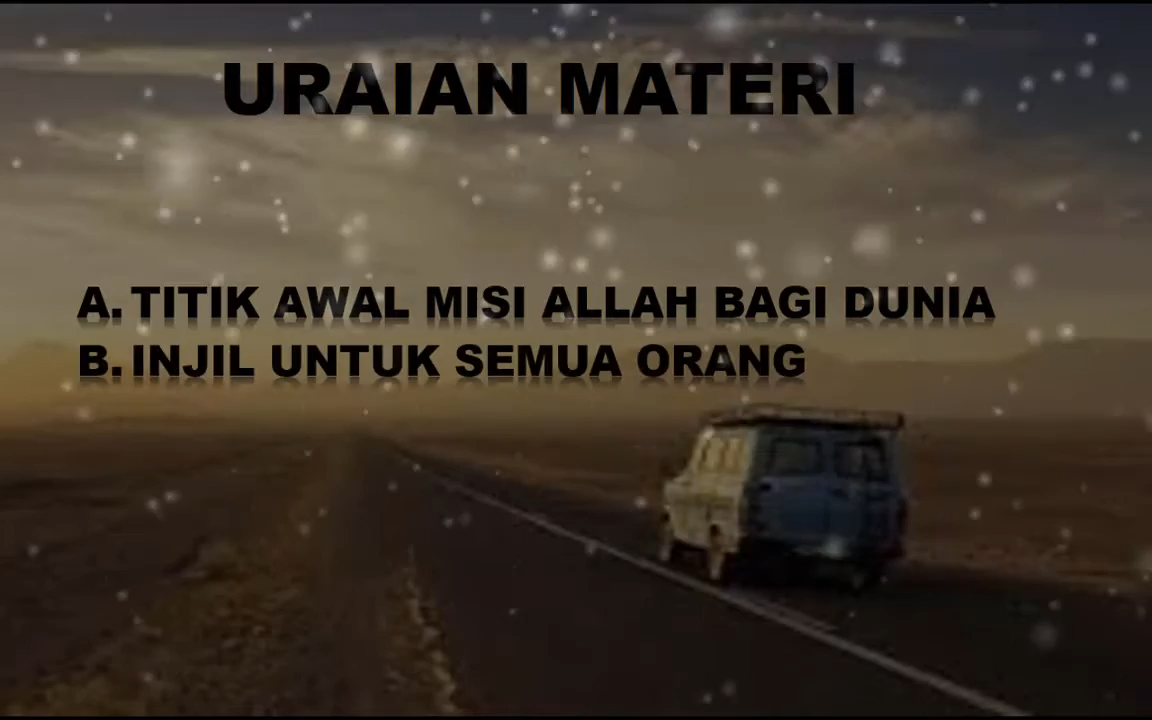 URAIAN MATERI
A. TITIK AWAL MISI ALLAH BAGI DUNIA
B. INJIL UNTUK SEMUA ORANG